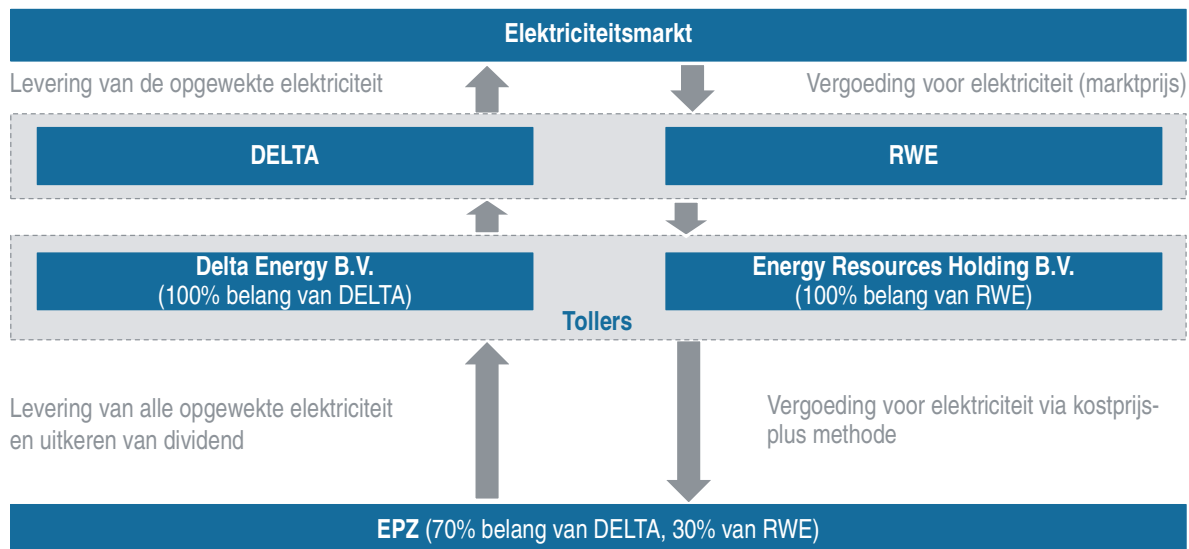 Elektriciteitsmarkt
Levering van de opgewekte elektriciteit
Vergoeding voor elektriciteit (marktprijs)
DELTA
RWE
Delta Energy B.V.
(100% belang van DELTA)
Energy Resources Holding B.V.
(100% belang van RWE)
Tollers
Levering van alle opgewekte elektriciteit
en uitkeren van dividend
Vergoeding voor elektriciteit via kostprijs-
plus methode
EPZ (70% belang van DELTA, 30% van RWE)